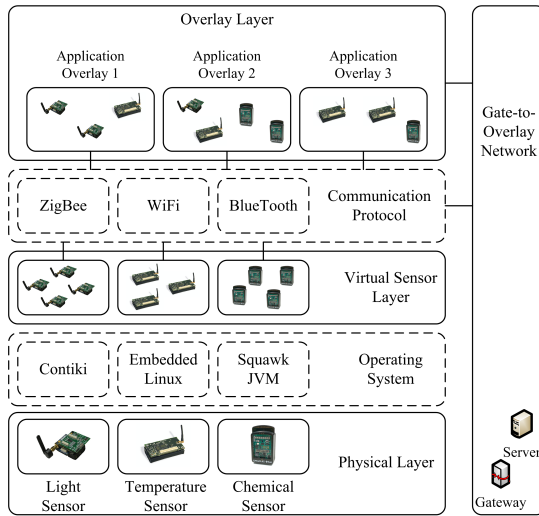 Overlay Layer
Application
Overlay 1
Application
Overlay 2
Application
Overlay 3
Gate-to-
Overlay
Network
ZigBee
WiFi
BlueTooth
Communication
Protocol
Virtual Sensor
Layer
Contiki
Embedded
Linux
Squawk
JVM
Operating
System
Physical Layer
Light
Sensor
Temperature
Sensor
Chemical
Sensor
Server
Gateway